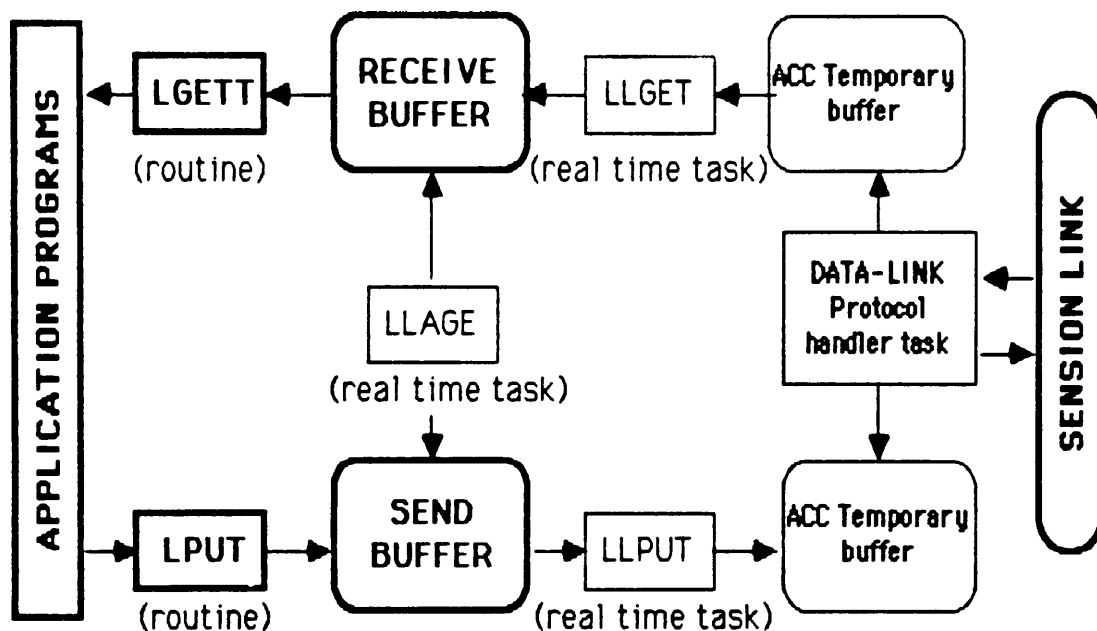 APPLICATION PROGRAMS
LGETT
(routine)
RECEIVE
BUFFER
LLGET
(real time task)
ACC Temporary
buffer
SENSION LINK
DATA-LINK
Protocol
handler task
LLAGE
(real time task)
LPUT
(routine)
SEND
BUFFER
LLPUT
(real time task)
ACC Temporary
buffer